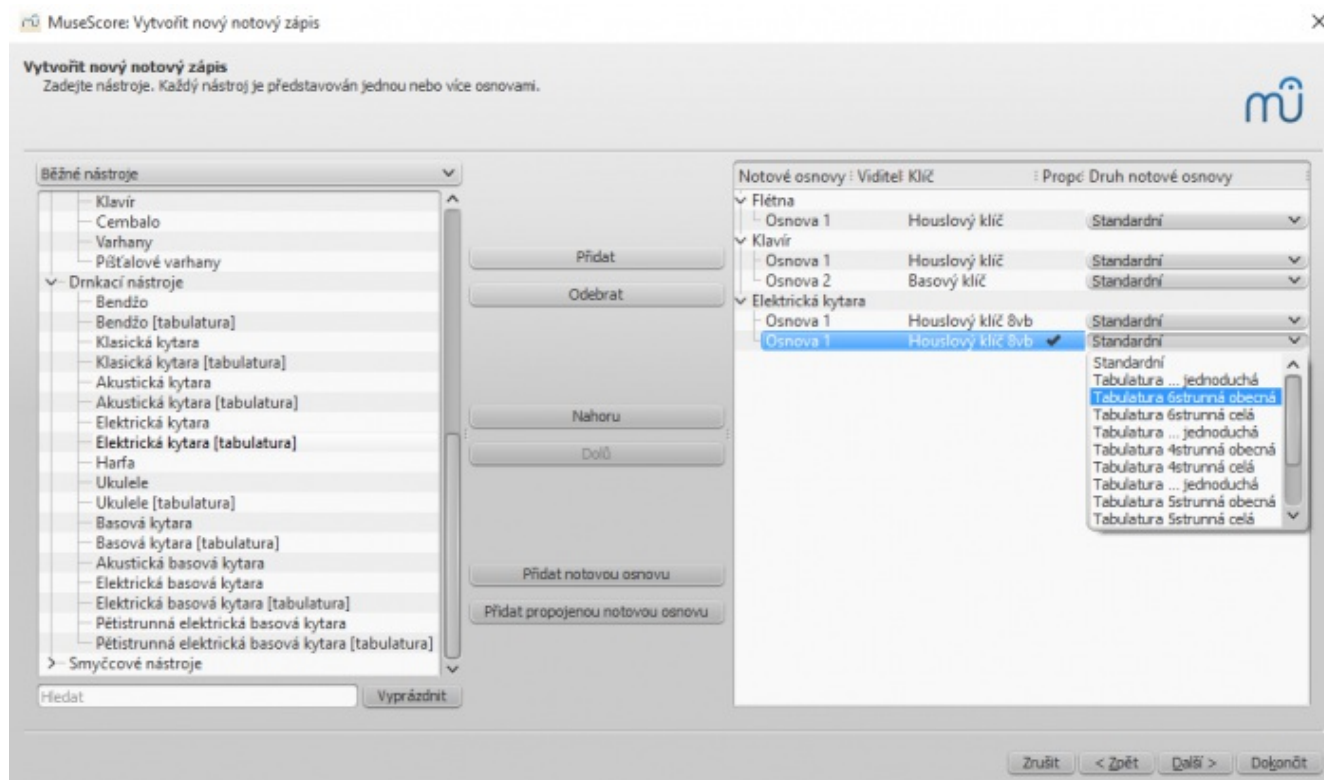 MuseScore: Vytvořit nový notový zápis
Vytvořit nový notový zápis
Zadejte nástroje. Každý nástroj je představován jednou nebo více osnovami.
mű
Běžné nástroje
Klavír
Cembalo
Varhany
Píšťalové varhany
Drnkací nástroje
Bendžo
Bendžo [tabulatura]
Klasická kytara
Klasická kytara [tabulatura]
Akustická kytara
Akustická kytara [tabulatura]
Elektrická kytara
Elektrická kytara [tabulatura]
Harfa
Ukulele
Ukulele [tabulatura]
Basová kytara
Basová kytara [tabulatura]
Akustická basová kytara
Elektrická basová kytara
Elektrická basová kytara [tabulatura]
Pětistrunná elektrická basová kytara
Pětistrunná elektrická basová kytara [tabulatura]
Smyčcové nástroje
Hledat Vyprázdnit
Přidat
Odebrat
Nahoru
Dolů
Přidat notovou osnovu
Přidat propojenou notovou osnovu
Notové osnovy Viditel Klíč Propo Druh notové osnovy
Flétna
Osnova 1 Houslový klíč Standardní
Klavír
Osnova 1 Houslový klíč Standardní
Osnova 2 Basový klíč Standardní
Elektrická kytara
Osnova 1 Houslový klíč 8vb Standardní
Osnova 1 Houslový klíč 8vb ✔ Standardní
Standardní
Tabulatura ... jednoduchá
Tabulatura 6strunná obecná
Tabulatura 6strunná celá
Tabulatura ... jednoduchá
Tabulatura 4strunná obecná
Tabulatura 4strunná celá
Tabulatura ... jednoduchá
Tabulatura 5strunná obecná
Tabulatura 5strunná celá
Zrušit < Zpět Další > Dokončit